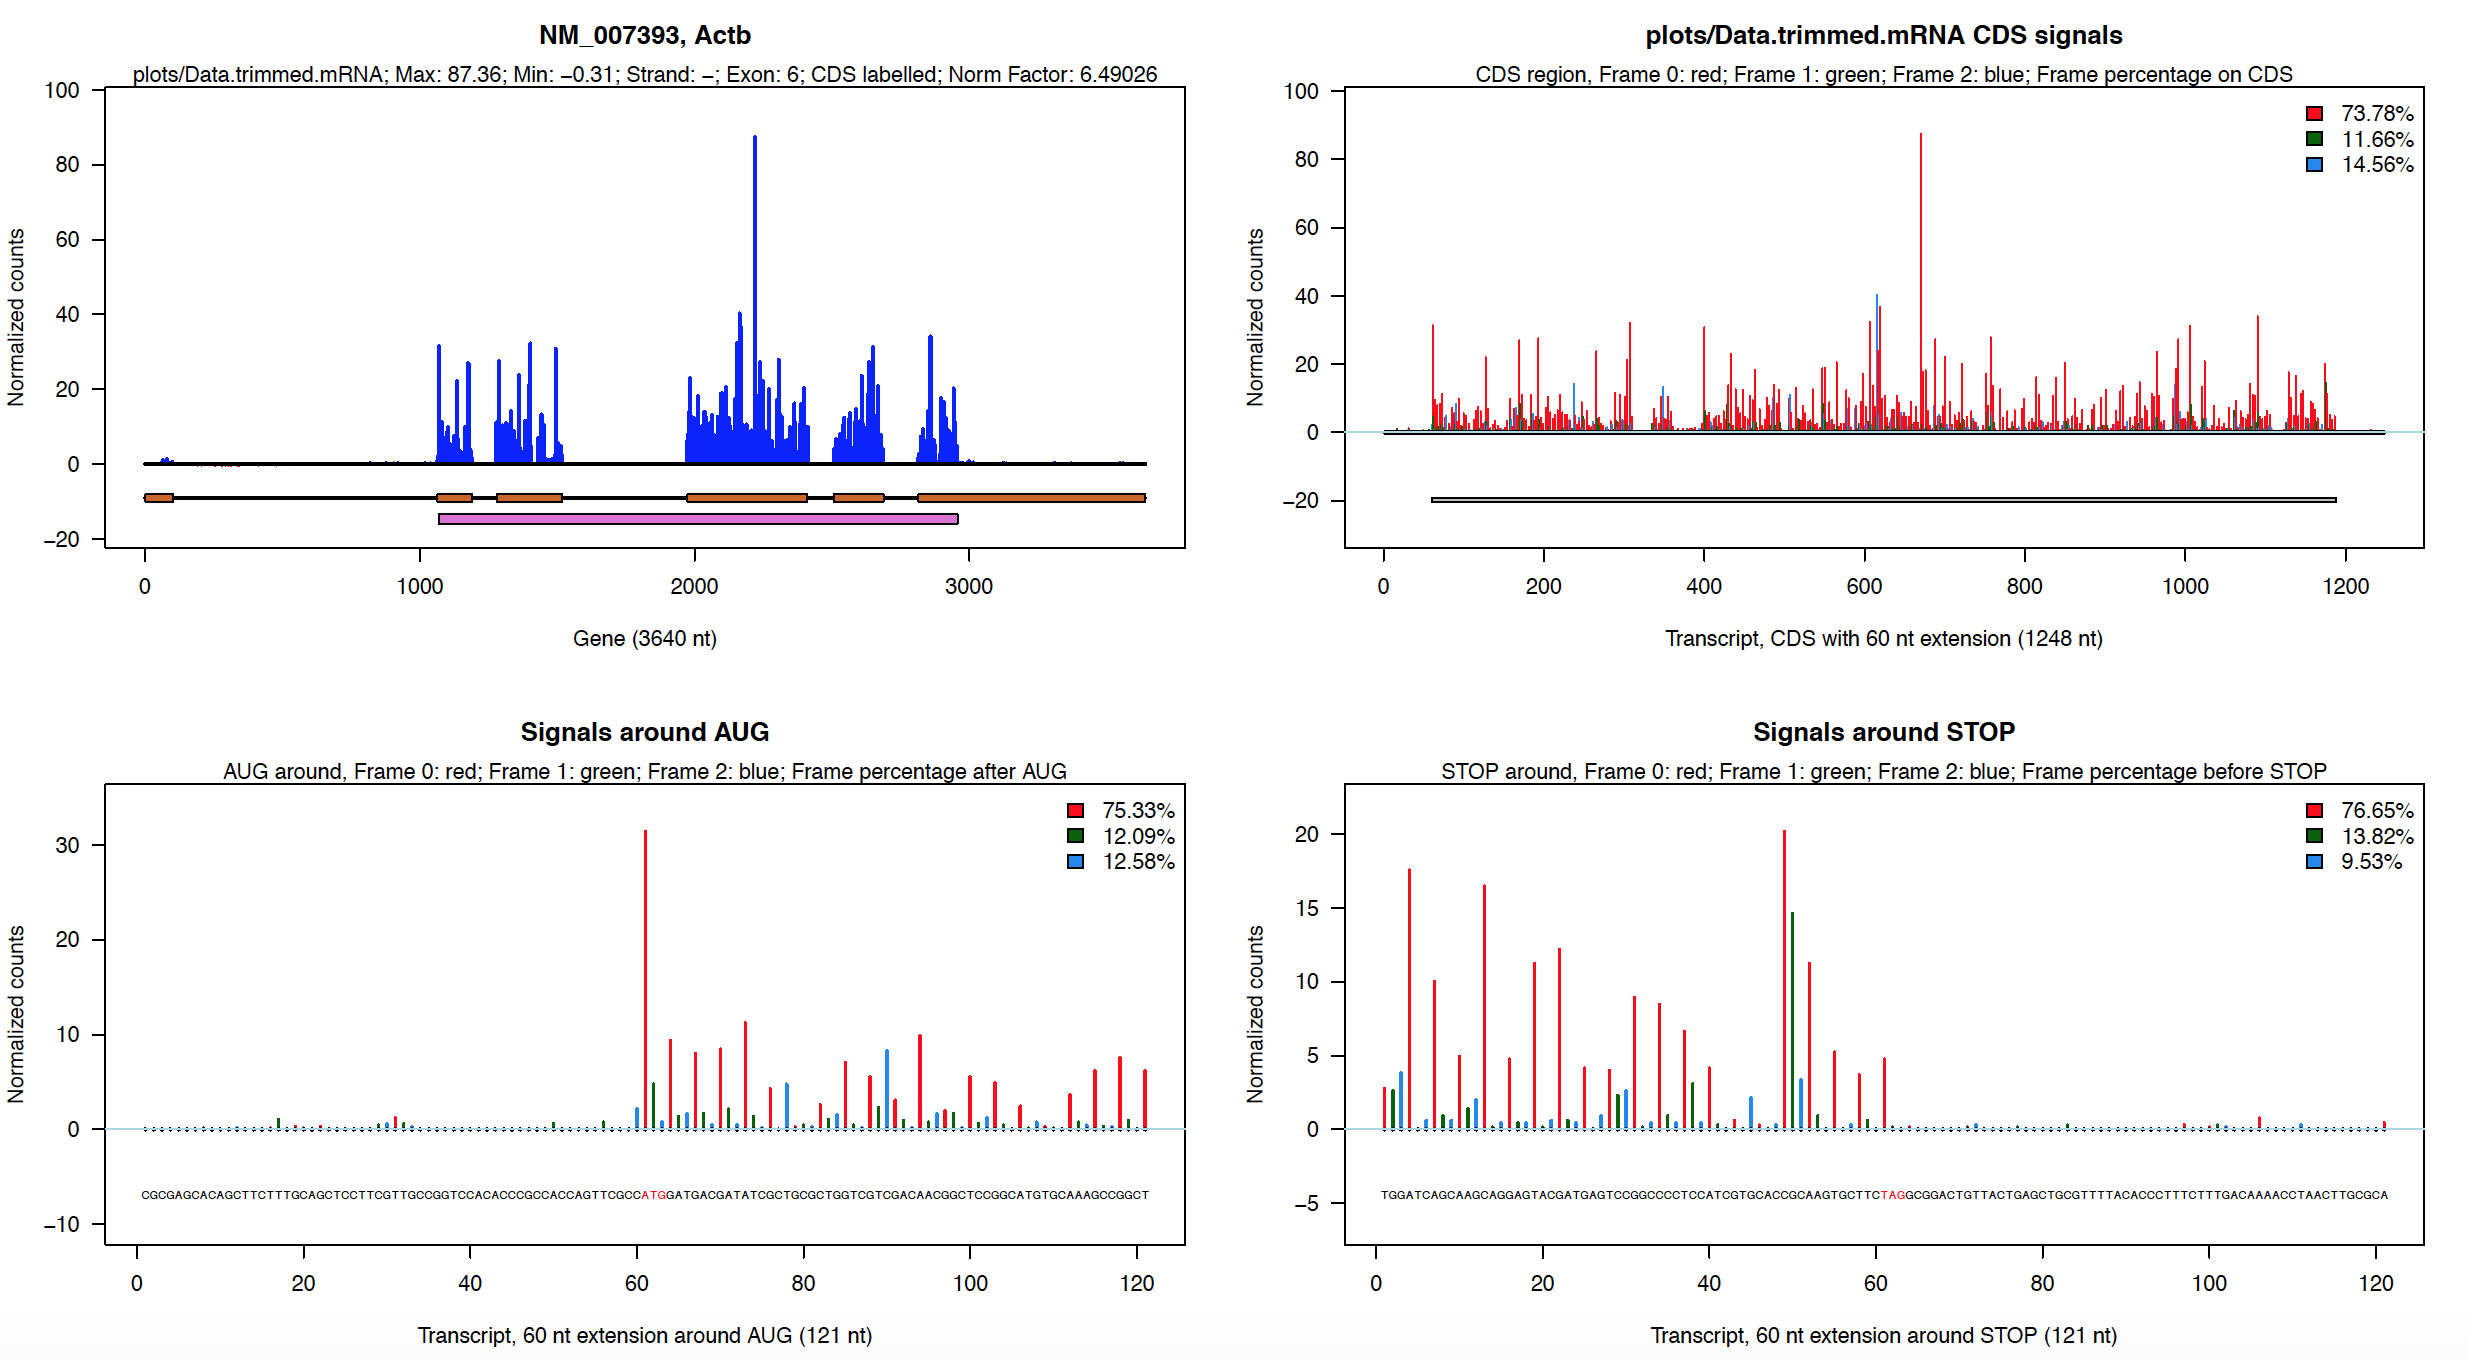 NM_007393, Actb
plots/Data.trimmed.mRNA; Max: 87.36; Min: −0.31; Strand: −; Exon: 6; CDS labelled; Norm Factor: 6.49026
100
80
60
40
20
0
−20
Normalized counts
0 1000 2000 3000
Gene (3640 nt)
plots/Data.trimmed.mRNA CDS signals
CDS region, Frame 0: red; Frame 1: green; Frame 2: blue; Frame percentage on CDS
100
80
60
40
20
0
−20
Normalized counts
73.78%
11.66%
14.56%
0 200 400 600 800 1000 1200
Transcript, CDS with 60 nt extension (1248 nt)
Signals around AUG
AUG around, Frame 0: red; Frame 1: green; Frame 2: blue; Frame percentage after AUG
30
20
10
0
−10
Normalized counts
75.33%
12.09%
12.58%
CGCGAGCACAGCTTCTTTGCAGCTCCTTCGTTGCCGGTCCACACCCGCCACCAGTTCGCCATGGATGACGATATCGCTGCGCTGGTCGTCGACAACGGCTCCGGCATGTGCAAAGCCGGCT
0 20 40 60 80 100 120
Transcript, 60 nt extension around AUG (121 nt)
Signals around STOP
STOP around, Frame 0: red; Frame 1: green; Frame 2: blue; Frame percentage before STOP
20
15
10
5
0
−5
Normalized counts
76.65%
13.82%
9.53%
TGGATCAGCAAGCAGGAGTACGATGAGTCCGGCCCCTCCATCGTGCACCGCAAGTGCTTCTAGGCGGACTGTTACTGAGCTGCGTTTTACACCCTTTCTTTGACAAAACCTAACTTGCGCA
0 20 40 60 80 100 120
Transcript, 60 nt extension around STOP (121 nt)